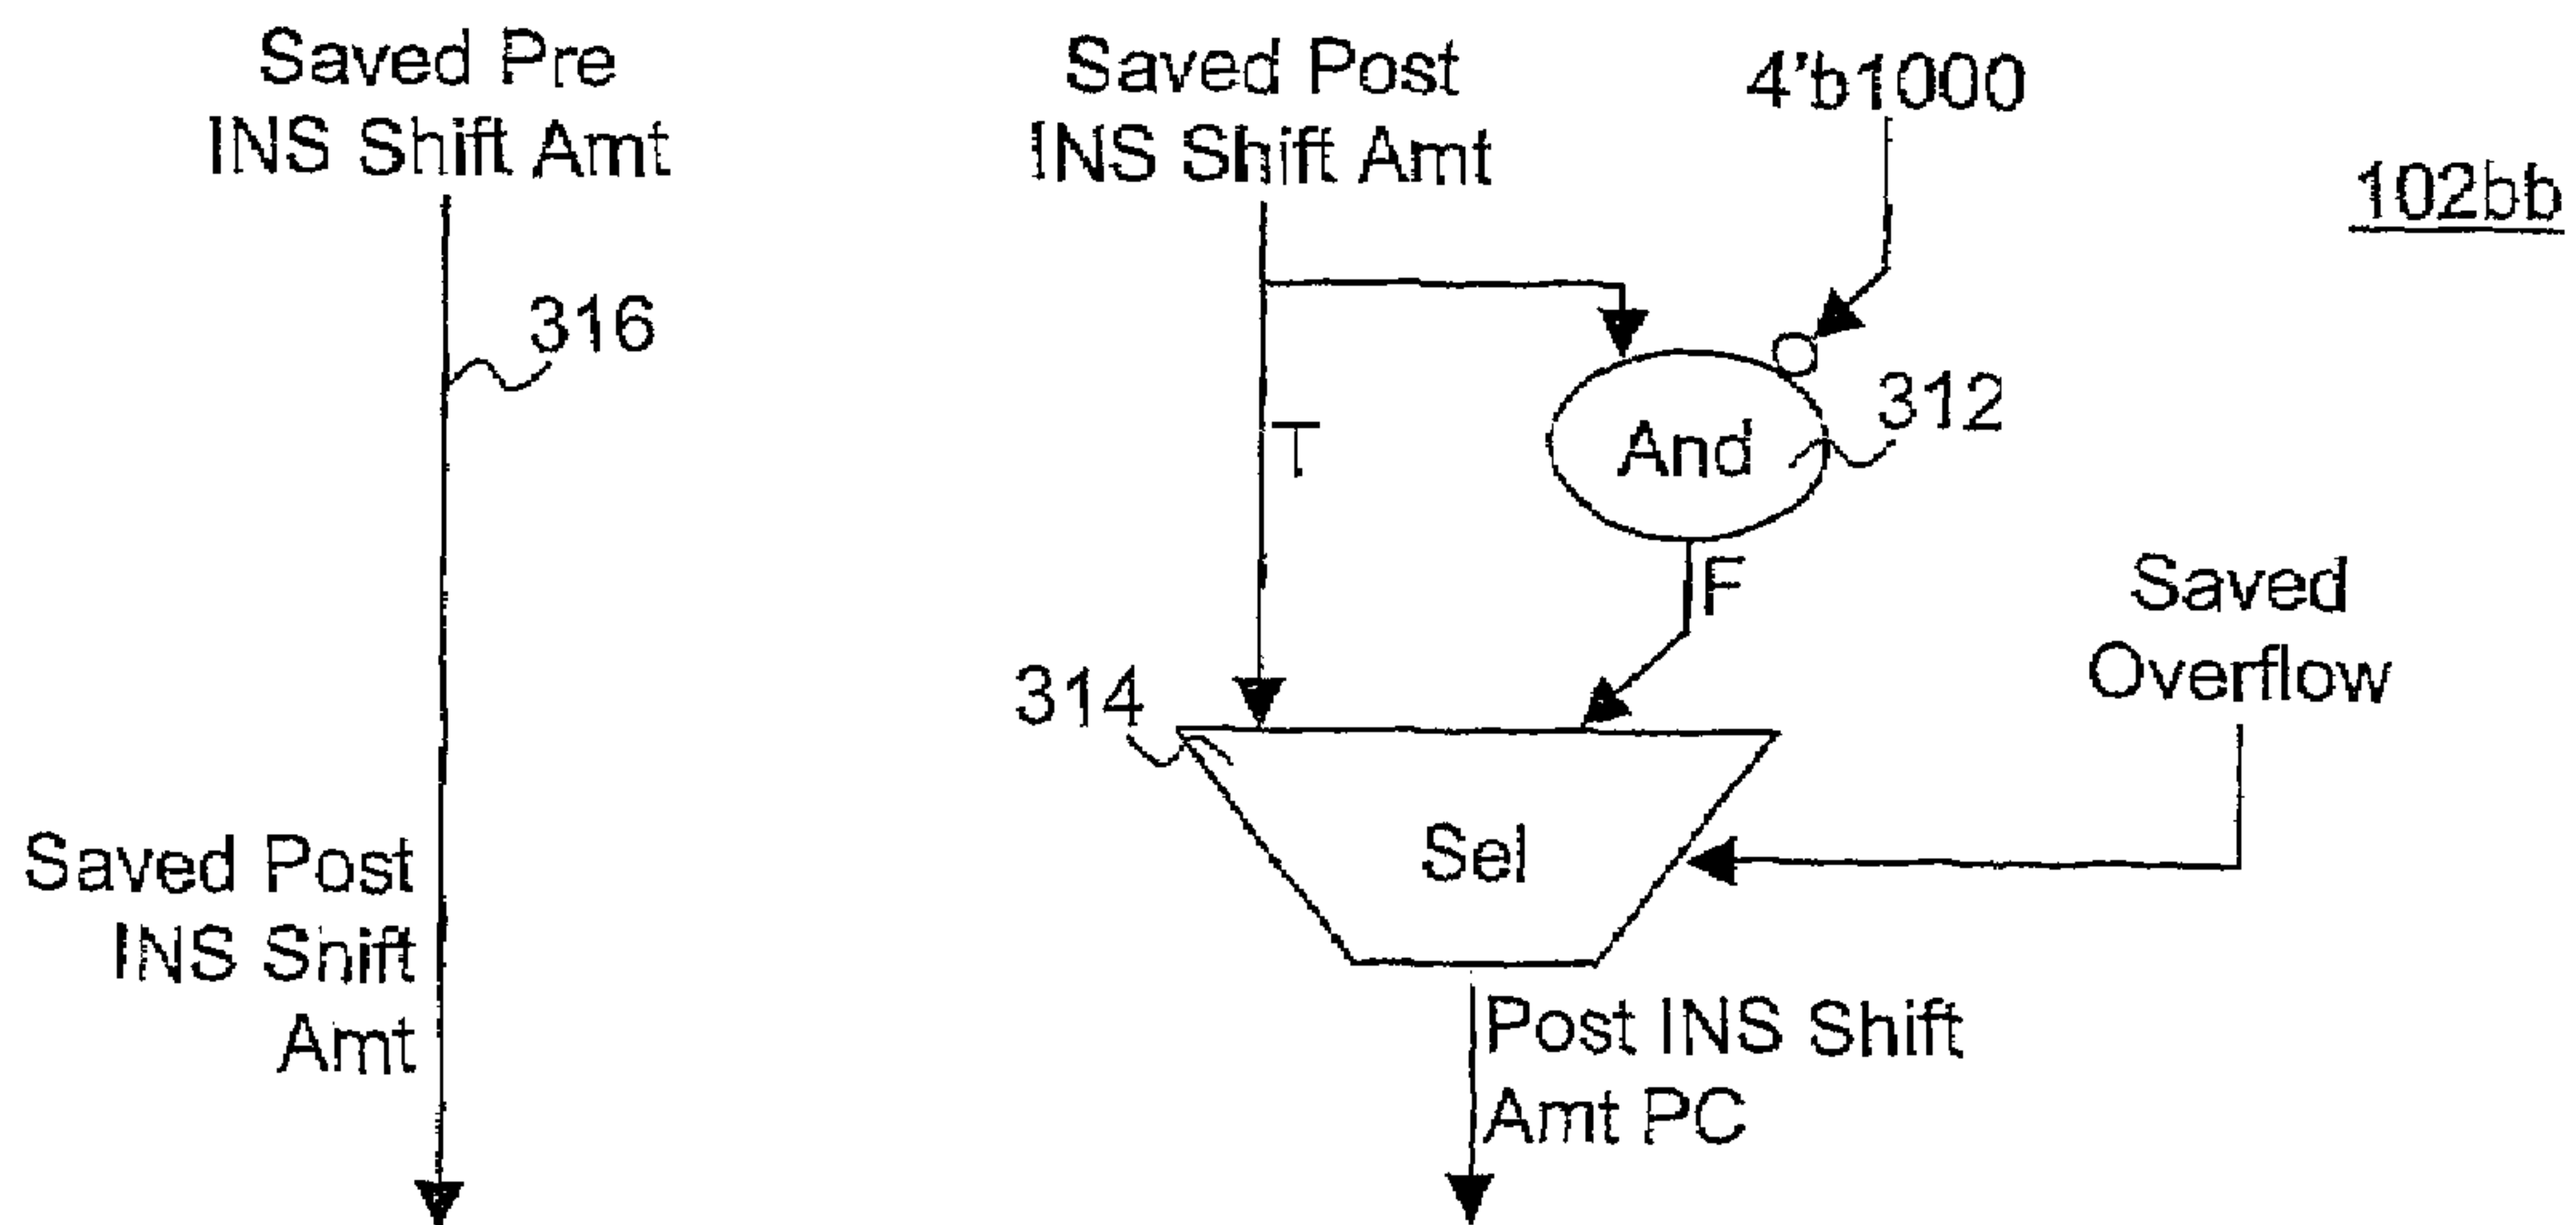 Saved Pre
INS Shift Amt
316
Saved Post
INS Shift
Amt
Saved Post
INS Shift Amt
4'b1000
102bb
T
And
312
F
314
Sel
Saved
Overflow
Post INS Shift
Amt PC